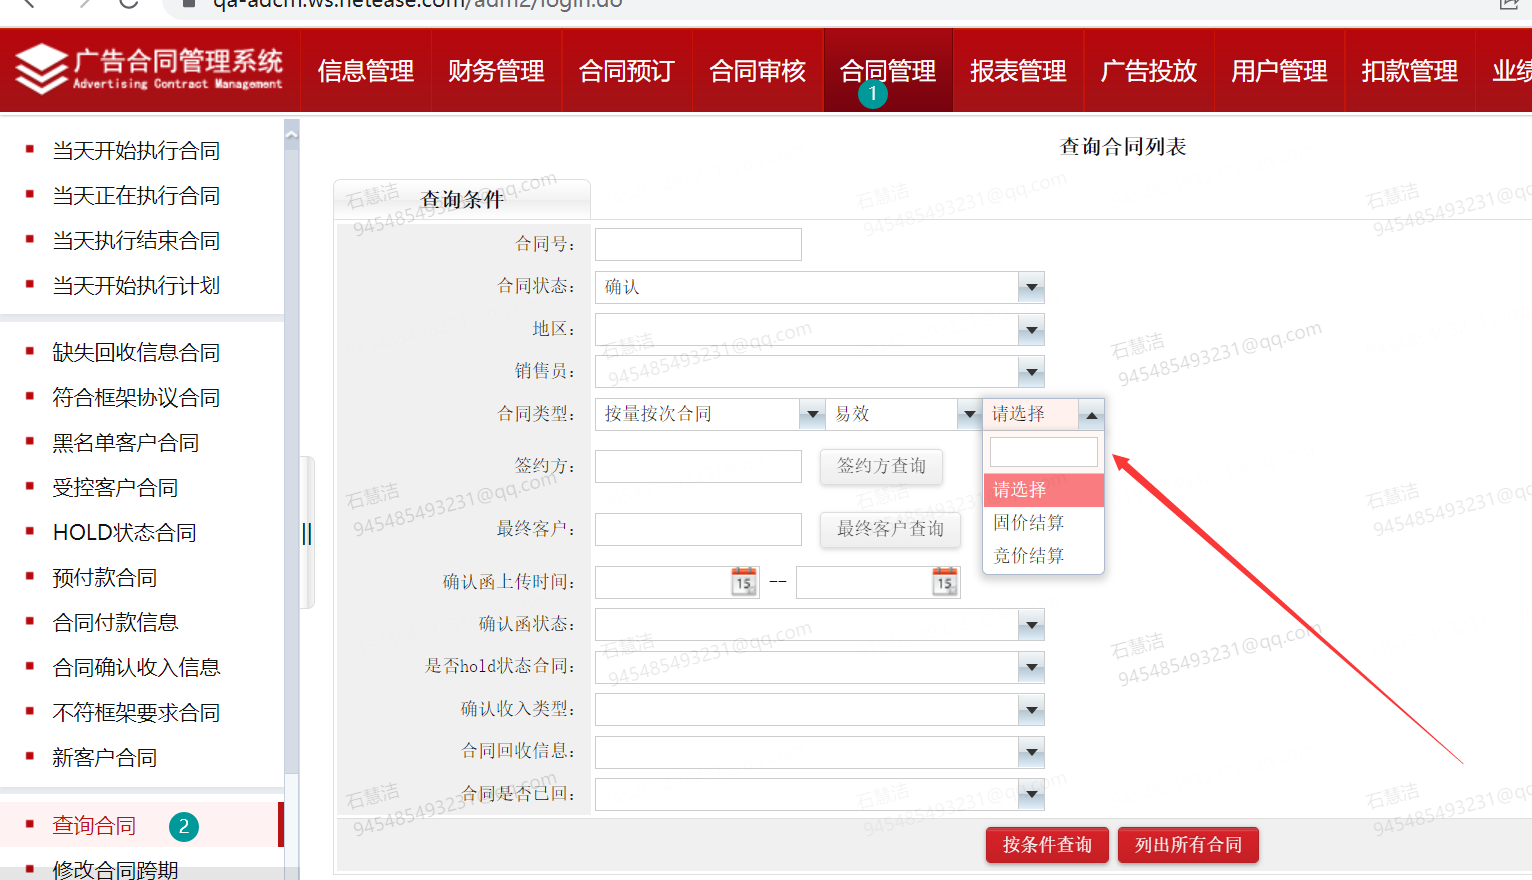 qa-adcm.ws.netease.com/adm2/login.do
广告合同管理系统
Advertising Contract Management
信息管理
财务管理
合同预订
合同审核
合同管理
报表管理
广告投放
用户管理
扣款管理
业绩
1
当天开始执行合同
当天正在执行合同
当天执行结束合同
当天开始执行计划
缺失回收信息合同
符合框架协议合同
黑名单客户合同
受控客户合同
HOLD状态合同
预付款合同
合同付款信息
合同确认收入信息
不符框架要求合同
新客户合同
查询合同 2
修改合同跨期
查询合同列表
查询条件
合同号:
合同状态: 确认
地区:
销售员:
合同类型: 按量按次合同 易效 请选择
请选择
固价结算
竞价结算
签约方: 签约方查询
最终客户: 最终客户查询
确认函上传时间: 15 -- 15
确认函状态:
是否hold状态合同:
确认收入类型:
合同回收信息:
合同是否已回:
按条件查询 列出所有合同
石慧洁
945485493231@qq.com
石慧洁
945485493231@qq.com
石慧洁
945485493231@qq.com
石慧洁
945485493231@qq.com
石慧洁
945485493231@qq.com
石慧洁
945485493231@qq.com
石慧洁
945485493231@qq.com
石慧洁
945485493231@qq.com
石慧洁
945485493231@qq.com
石慧洁
945485493231@qq.com